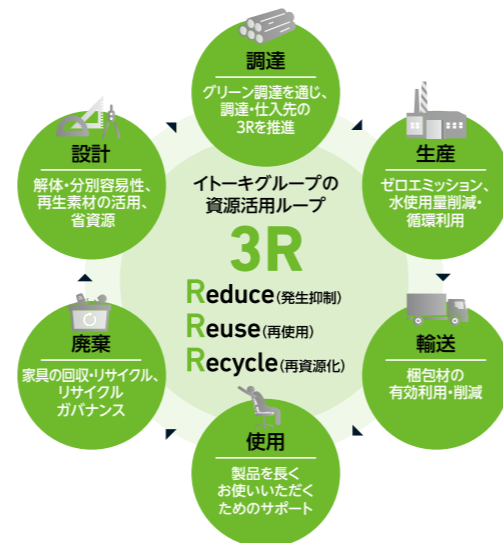 調達
グリーン調達を通じ、
調達・仕入先の
3Rを推進
設計
解体・分別容易性、
再生素材の活用、
省資源
生産
ゼロエミッション、
水使用量削減・
循環利用
イトーキグループの
資源活用ループ
3R
Reduce(発生抑制)
Reuse(再使用)
Recycle(再資源化)
廃棄
家具の回収・リサイクル、
リサイクル
ガバナンス
輸送
梱包材の
有効利用・削減
使用
製品を長く
お使いいただく
ためのサポート